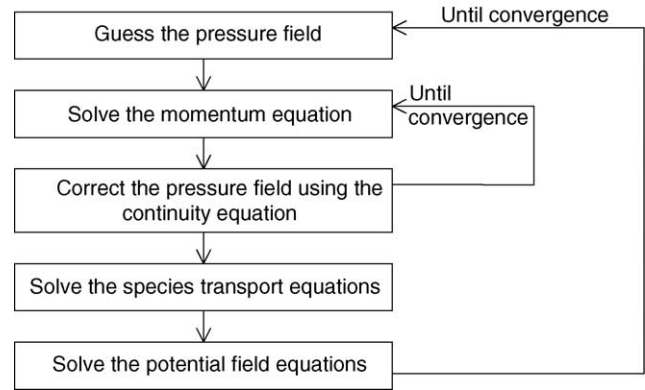 Guess the pressure field
Until convergence
Solve the momentum equation
Until
convergence
Correct the pressure field using the
continuity equation
Solve the species transport equations
Solve the potential field equations